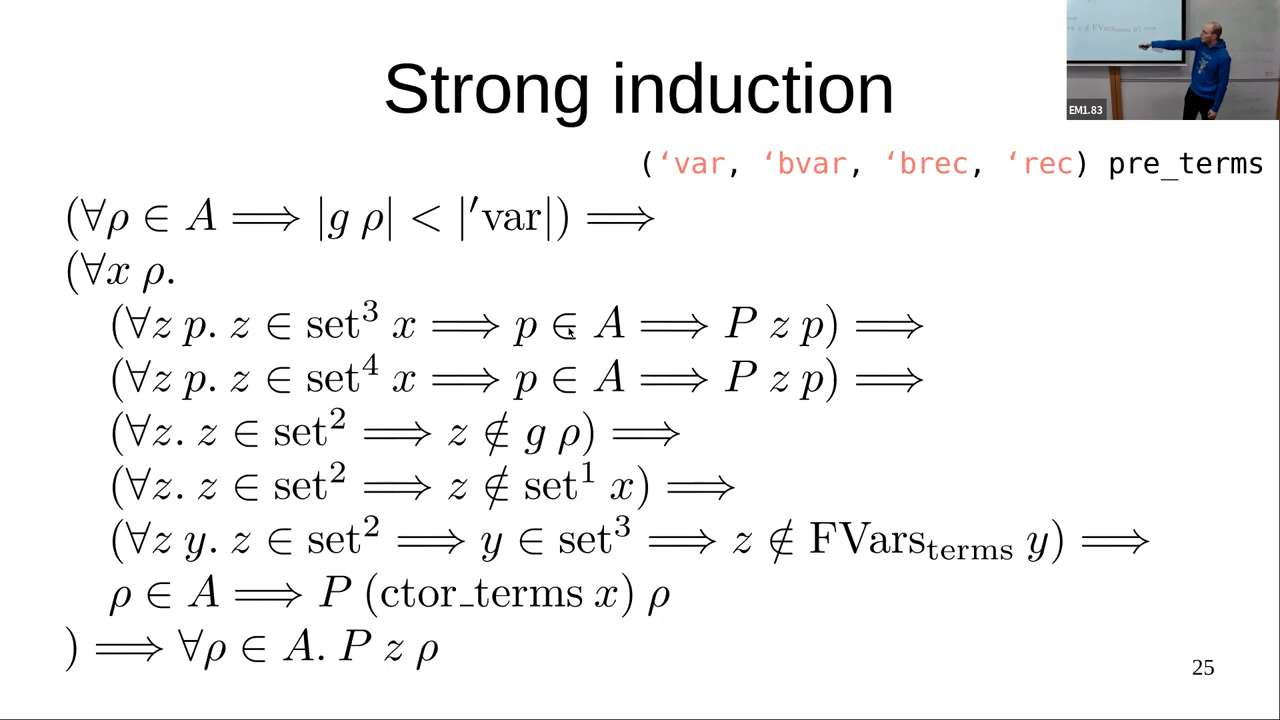 Strong induction
EM1.83
(‘var, ‘bvar, ‘brec, ‘rec) pre_terms
(∀ρ ∈ A ⟹ |g ρ| < |′var|) ⟹
(∀x ρ.
(∀z p. z ∈ set³ x ⟹ p ∈ A ⟹ P z p) ⟹
(∀z p. z ∈ set⁴ x ⟹ p ∈ A ⟹ P z p) ⟹
(∀z. z ∈ set² ⟹ z ∉ g ρ) ⟹
(∀z. z ∈ set² ⟹ z ∉ set¹ x) ⟹
(∀z y. z ∈ set² ⟹ y ∈ set³ ⟹ z ∉ FVars_terms y) ⟹
ρ ∈ A ⟹ P (ctor_terms x) ρ
) ⟹ ∀ρ ∈ A. P z ρ
25